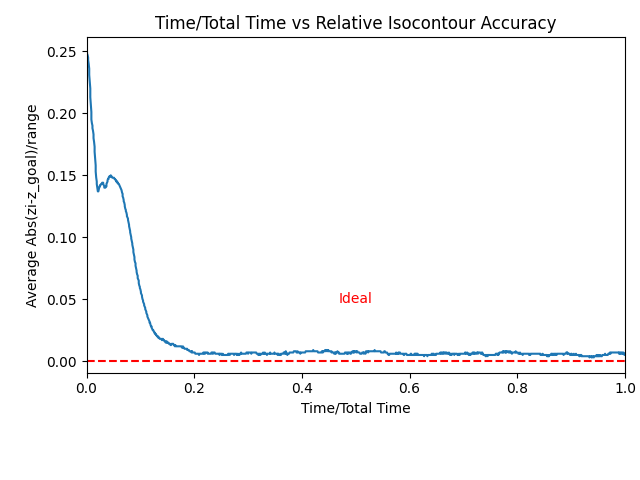 Time/Total Time vs Relative Isocontour Accuracy
Average Abs(zi-z_goal)/range
0.25
0.20
0.15
0.10
0.05
0.00
Ideal
0.0 0.2 0.4 0.6 0.8 1.0
Time/Total Time